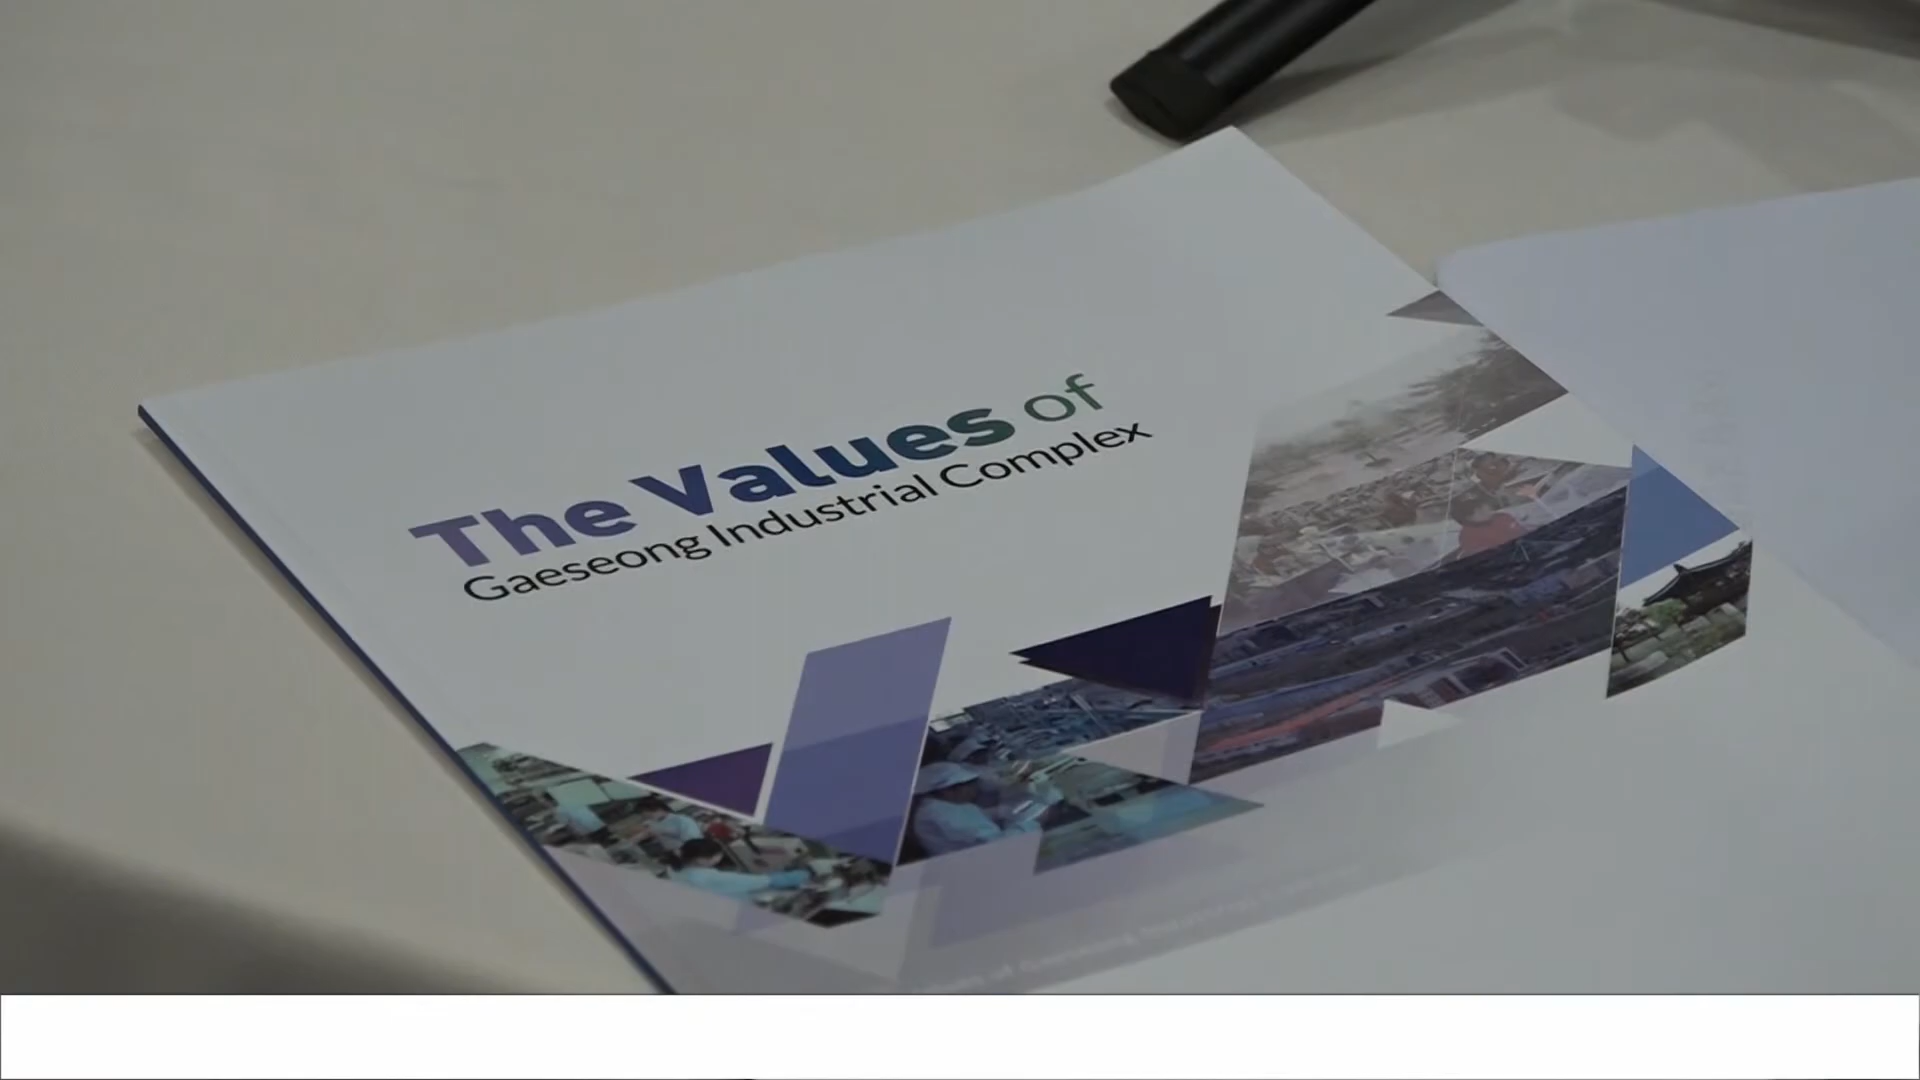 The Values of
Gaeseong Industrial Complex